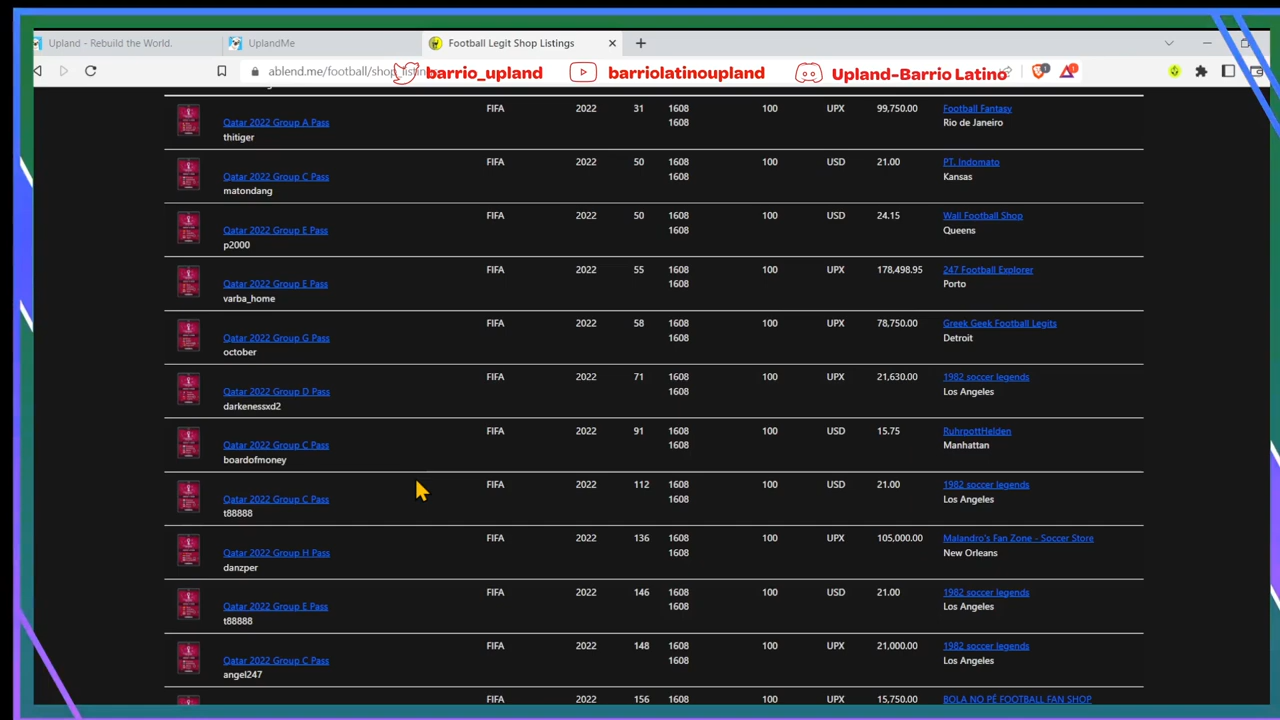 Upland - Rebuild the World.
UplandMe
Football Legit Shop Listings
ablend.me/football/shop_listin
barrio_upland
barriolatinoupland
Upland-Barrio Latino
Qatar 2022 Group A Pass FIFA 2022 31 1608 100 UPX 99,750.00 Football Fantasy
thitiger 1608 Rio de Janeiro
Qatar 2022 Group C Pass FIFA 2022 50 1608 100 USD 21.00 PT. Indomato
matondang 1608 Kansas
Qatar 2022 Group E Pass FIFA 2022 50 1608 100 USD 24.15 Wall Football Shop
p2000 1608 Queens
Qatar 2022 Group E Pass FIFA 2022 55 1608 100 UPX 178,498.95 247 Football Explorer
varba_home 1608 Porto
Qatar 2022 Group G Pass FIFA 2022 58 1608 100 UPX 78,750.00 Greek Geek Football Legits
october 1608 Detroit
Qatar 2022 Group D Pass FIFA 2022 71 1608 100 UPX 21,630.00 1982 soccer legends
darkenessxd2 1608 Los Angeles
Qatar 2022 Group C Pass FIFA 2022 91 1608 100 USD 15.75 RuhrpottHelden
boardofmoney 1608 Manhattan
Qatar 2022 Group C Pass FIFA 2022 112 1608 100 USD 21.00 1982 soccer legends
t88888 1608 Los Angeles
Qatar 2022 Group H Pass FIFA 2022 136 1608 100 UPX 105,000.00 Malandro's Fan Zone - Soccer Store
danzper 1608 New Orleans
Qatar 2022 Group E Pass FIFA 2022 146 1608 100 USD 21.00 1982 soccer legends
t88888 1608 Los Angeles
Qatar 2022 Group C Pass FIFA 2022 148 1608 100 UPX 21,000.00 1982 soccer legends
angel247 1608 Los Angeles
FIFA 2022 156 1608 100 UPX 15,750.00 BOLA NO PÉ FOOTBALL FAN SHOP